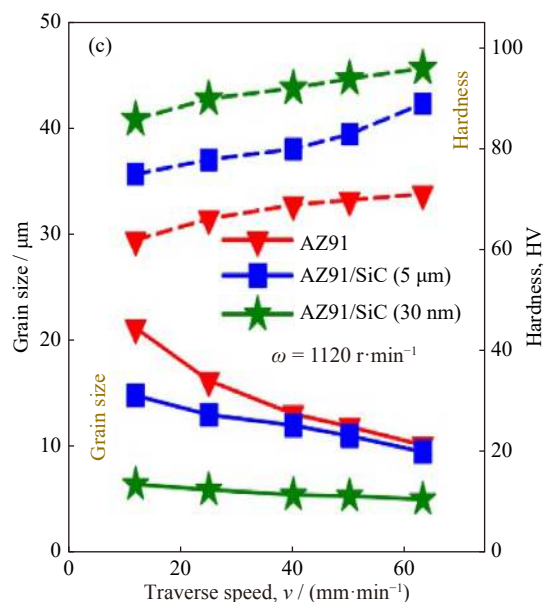 (c)
50
40
30
20
10
0
Grain size / μm
100
80
60
40
20
0
Hardness, HV
Hardness
AZ91
AZ91/SiC (5 μm)
AZ91/SiC (30 nm)
ω = 1120 r·min⁻¹
Grain size
0 20 40 60 80
Traverse speed, v / (mm·min⁻¹)